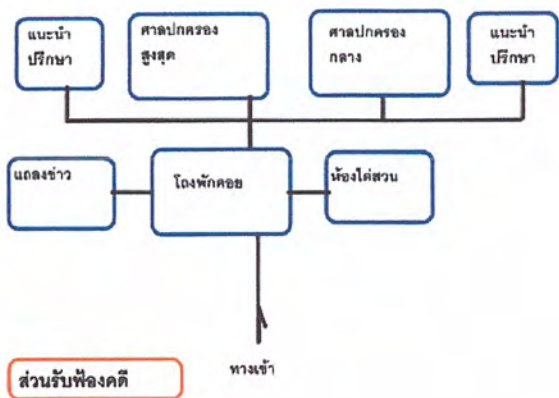 แนะนำ
ปรึกษา
ศาลปกครอง
สูงสุด
ศาลปกครอง
กลาง
แนะนำ
ปรึกษา
แถลงข่าว
โถงพักคอย
ห้องไต่สวน
ทางเข้า
ส่วนรับฟ้องคดี